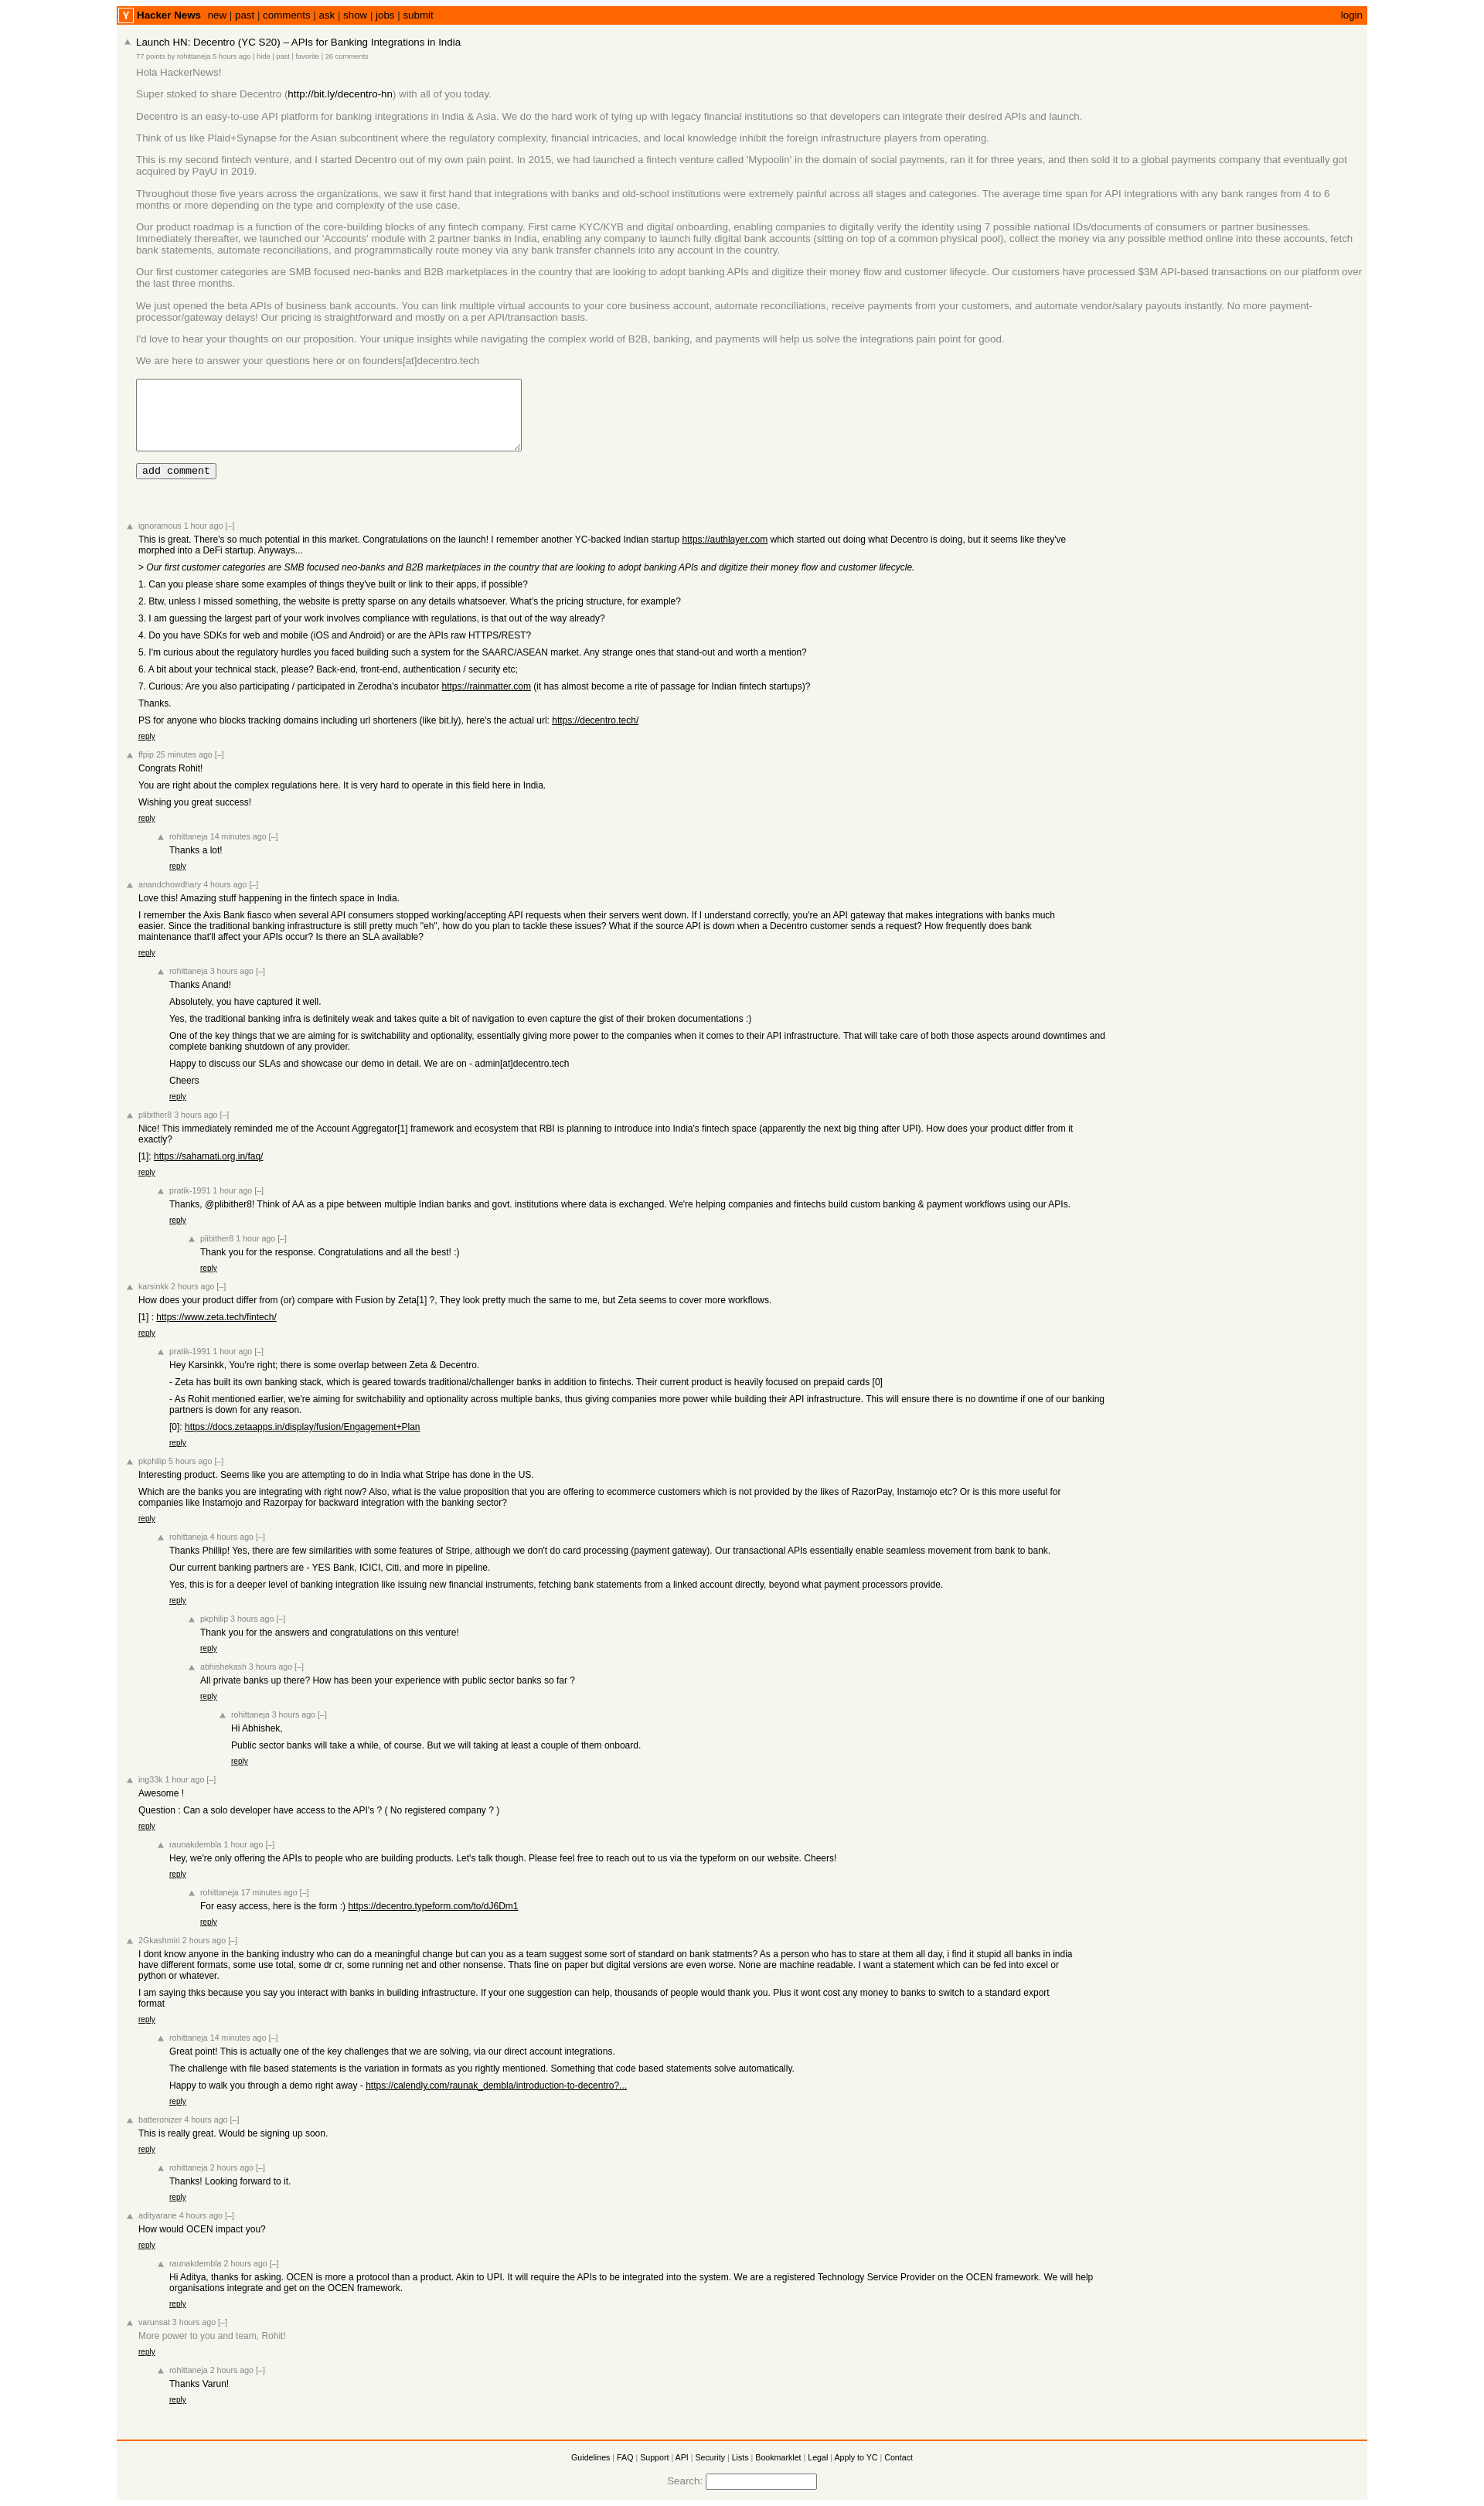 Y Hacker News new | past | comments | ask | show | jobs | submit login
Launch HN: Decentro (YC S20) – APIs for Banking Integrations in India
77 points by rohittaneja 5 hours ago | hide | past | favorite | 26 comments
Hola HackerNews!
Super stoked to share Decentro (http://bit.ly/decentro-hn) with all of you today.
Decentro is an easy-to-use API platform for banking integrations in India & Asia. We do the hard work of tying up with legacy financial institutions so that developers can integrate their desired APIs and launch.
Think of us like Plaid+Synapse for the Asian subcontinent where the regulatory complexity, financial intricacies, and local knowledge inhibit the foreign infrastructure players from operating.
This is my second fintech venture, and I started Decentro out of my own pain point. In 2015, we had launched a fintech venture called 'Mypoolin' in the domain of social payments, ran it for three years, and then sold it to a global payments company that eventually got
acquired by PayU in 2019.
Throughout those five years across the organizations, we saw it first hand that integrations with banks and old-school institutions were extremely painful across all stages and categories. The average time span for API integrations with any bank ranges from 4 to 6
months or more depending on the type and complexity of the use case.
Our product roadmap is a function of the core-building blocks of any fintech company. First came KYC/KYB and digital onboarding, enabling companies to digitally verify the identity using 7 possible national IDs/documents of consumers or partner businesses.
Immediately thereafter, we launched our 'Accounts' module with 2 partner banks in India, enabling any company to launch fully digital bank accounts (sitting on top of a common physical pool), collect the money via any possible method online into these accounts, fetch
bank statements, automate reconciliations, and programmatically route money via any bank transfer channels into any account in the country.
Our first customer categories are SMB focused neo-banks and B2B marketplaces in the country that are looking to adopt banking APIs and digitize their money flow and customer lifecycle. Our customers have processed $3M API-based transactions on our platform over
the last three months.
We just opened the beta APIs of business bank accounts. You can link multiple virtual accounts to your core business account, automate reconciliations, receive payments from your customers, and automate vendor/salary payouts instantly. No more payment-
processor/gateway delays! Our pricing is straightforward and mostly on a per API/transaction basis.
I'd love to hear your thoughts on our proposition. Your unique insights while navigating the complex world of B2B, banking, and payments will help us solve the integrations pain point for good.
We are here to answer your questions here or on founders[at]decentro.tech
add comment
ignoramous 1 hour ago [–]
This is great. There's so much potential in this market. Congratulations on the launch! I remember another YC-backed Indian startup https://authlayer.com which started out doing what Decentro is doing, but it seems like they've
morphed into a DeFi startup. Anyways...
> Our first customer categories are SMB focused neo-banks and B2B marketplaces in the country that are looking to adopt banking APIs and digitize their money flow and customer lifecycle.
1. Can you please share some examples of things they've built or link to their apps, if possible?
2. Btw, unless I missed something, the website is pretty sparse on any details whatsoever. What's the pricing structure, for example?
3. I am guessing the largest part of your work involves compliance with regulations, is that out of the way already?
4. Do you have SDKs for web and mobile (iOS and Android) or are the APIs raw HTTPS/REST?
5. I'm curious about the regulatory hurdles you faced building such a system for the SAARC/ASEAN market. Any strange ones that stand-out and worth a mention?
6. A bit about your technical stack, please? Back-end, front-end, authentication / security etc;
7. Curious: Are you also participating / participated in Zerodha's incubator https://rainmatter.com (it has almost become a rite of passage for Indian fintech startups)?
Thanks.
PS for anyone who blocks tracking domains including url shorteners (like bit.ly), here's the actual url: https://decentro.tech/
reply
ffpip 25 minutes ago [–]
Congrats Rohit!
You are right about the complex regulations here. It is very hard to operate in this field here in India.
Wishing you great success!
reply
rohittaneja 14 minutes ago [–]
Thanks a lot!
reply
anandchowdhary 4 hours ago [–]
Love this! Amazing stuff happening in the fintech space in India.
I remember the Axis Bank fiasco when several API consumers stopped working/accepting API requests when their servers went down. If I understand correctly, you're an API gateway that makes integrations with banks much
easier. Since the traditional banking infrastructure is still pretty much "eh", how do you plan to tackle these issues? What if the source API is down when a Decentro customer sends a request? How frequently does bank
maintenance that'll affect your APIs occur? Is there an SLA available?
reply
rohittaneja 3 hours ago [–]
Thanks Anand!
Absolutely, you have captured it well.
Yes, the traditional banking infra is definitely weak and takes quite a bit of navigation to even capture the gist of their broken documentations :)
One of the key things that we are aiming for is switchability and optionality, essentially giving more power to the companies when it comes to their API infrastructure. That will take care of both those aspects around downtimes and
complete banking shutdown of any provider.
Happy to discuss our SLAs and showcase our demo in detail. We are on - admin[at]decentro.tech
Cheers
reply
plibither8 3 hours ago [–]
Nice! This immediately reminded me of the Account Aggregator[1] framework and ecosystem that RBI is planning to introduce into India's fintech space (apparently the next big thing after UPI). How does your product differ from it
exactly?
[1]: https://sahamati.org.in/faq/
reply
pratik-1991 1 hour ago [–]
Thanks, @plibither8! Think of AA as a pipe between multiple Indian banks and govt. institutions where data is exchanged. We're helping companies and fintechs build custom banking & payment workflows using our APIs.
reply
plibither8 1 hour ago [–]
Thank you for the response. Congratulations and all the best! :)
reply
karsinkk 2 hours ago [–]
How does your product differ from (or) compare with Fusion by Zeta[1] ?, They look pretty much the same to me, but Zeta seems to cover more workflows.
[1] : https://www.zeta.tech/fintech/
reply
pratik-1991 1 hour ago [–]
Hey Karsinkk, You're right; there is some overlap between Zeta & Decentro.
- Zeta has built its own banking stack, which is geared towards traditional/challenger banks in addition to fintechs. Their current product is heavily focused on prepaid cards [0]
- As Rohit mentioned earlier, we're aiming for switchability and optionality across multiple banks, thus giving companies more power while building their API infrastructure. This will ensure there is no downtime if one of our banking
partners is down for any reason.
[0]: https://docs.zetaapps.in/display/fusion/Engagement+Plan
reply
pkphilip 5 hours ago [–]
Interesting product. Seems like you are attempting to do in India what Stripe has done in the US.
Which are the banks you are integrating with right now? Also, what is the value proposition that you are offering to ecommerce customers which is not provided by the likes of RazorPay, Instamojo etc? Or is this more useful for
companies like Instamojo and Razorpay for backward integration with the banking sector?
reply
rohittaneja 4 hours ago [–]
Thanks Phillip! Yes, there are few similarities with some features of Stripe, although we don't do card processing (payment gateway). Our transactional APIs essentially enable seamless movement from bank to bank.
Our current banking partners are - YES Bank, ICICI, Citi, and more in pipeline.
Yes, this is for a deeper level of banking integration like issuing new financial instruments, fetching bank statements from a linked account directly, beyond what payment processors provide.
reply
pkphilip 3 hours ago [–]
Thank you for the answers and congratulations on this venture!
reply
abhishekash 3 hours ago [–]
All private banks up there? How has been your experience with public sector banks so far ?
reply
rohittaneja 3 hours ago [–]
Hi Abhishek,
Public sector banks will take a while, of course. But we will taking at least a couple of them onboard.
reply
ing33k 1 hour ago [–]
Awesome !
Question : Can a solo developer have access to the API's ? ( No registered company ? )
reply
raunakdembla 1 hour ago [–]
Hey, we're only offering the APIs to people who are building products. Let's talk though. Please feel free to reach out to us via the typeform on our website. Cheers!
reply
rohittaneja 17 minutes ago [–]
For easy access, here is the form :) https://decentro.typeform.com/to/dJ6Dm1
reply
2Gkashmiri 2 hours ago [–]
I dont know anyone in the banking industry who can do a meaningful change but can you as a team suggest some sort of standard on bank statments? As a person who has to stare at them all day, i find it stupid all banks in india
have different formats, some use total, some dr cr, some running net and other nonsense. Thats fine on paper but digital versions are even worse. None are machine readable. I want a statement which can be fed into excel or
python or whatever.
I am saying thks because you say you interact with banks in building infrastructure. If your one suggestion can help, thousands of people would thank you. Plus it wont cost any money to banks to switch to a standard export
format
reply
rohittaneja 14 minutes ago [–]
Great point! This is actually one of the key challenges that we are solving, via our direct account integrations.
The challenge with file based statements is the variation in formats as you rightly mentioned. Something that code based statements solve automatically.
Happy to walk you through a demo right away - https://calendly.com/raunak_dembla/introduction-to-decentro?...
reply
batteronizer 4 hours ago [–]
This is really great. Would be signing up soon.
reply
rohittaneja 2 hours ago [–]
Thanks! Looking forward to it.
reply
adityarane 4 hours ago [–]
How would OCEN impact you?
reply
raunakdembla 2 hours ago [–]
Hi Aditya, thanks for asking. OCEN is more a protocol than a product. Akin to UPI. It will require the APIs to be integrated into the system. We are a registered Technology Service Provider on the OCEN framework. We will help
organisations integrate and get on the OCEN framework.
reply
varunsat 3 hours ago [–]
More power to you and team, Rohit!
reply
rohittaneja 2 hours ago [–]
Thanks Varun!
reply
Guidelines | FAQ | Support | API | Security | Lists | Bookmarklet | Legal | Apply to YC | Contact
Search: